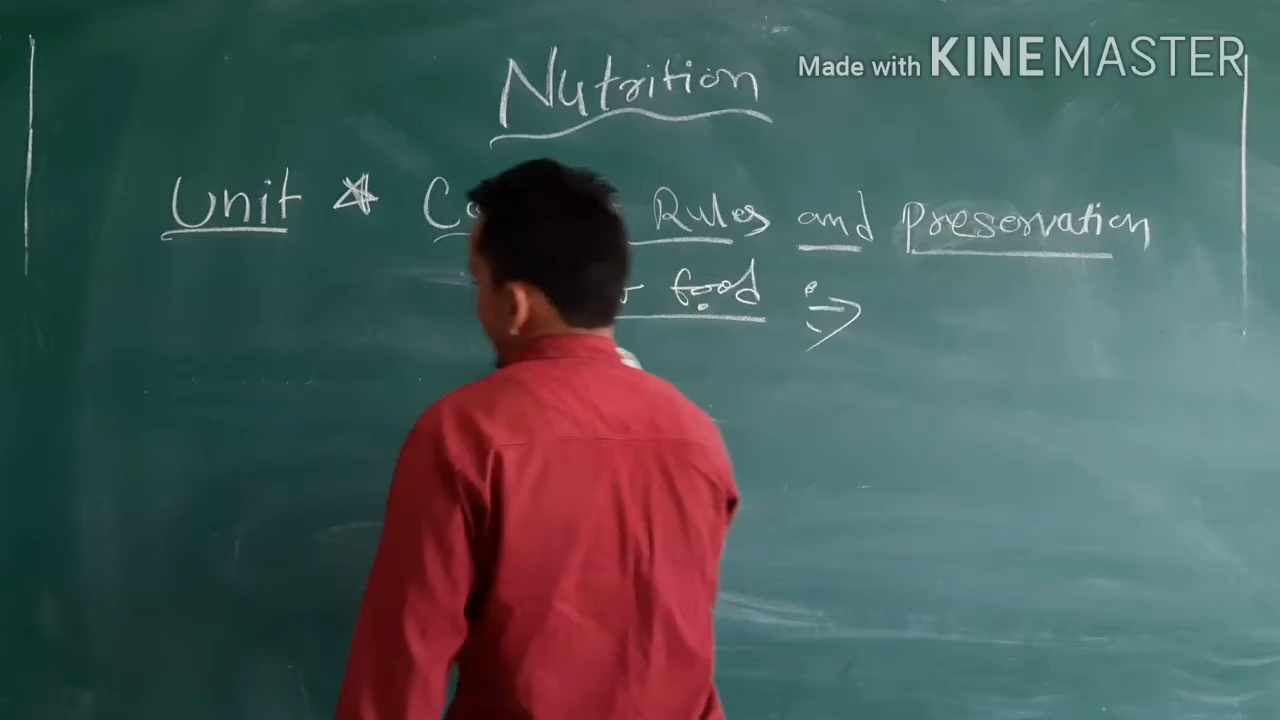 Made with KINEMASTER
Nutrition
Unit * Rules and Preservation
food :->